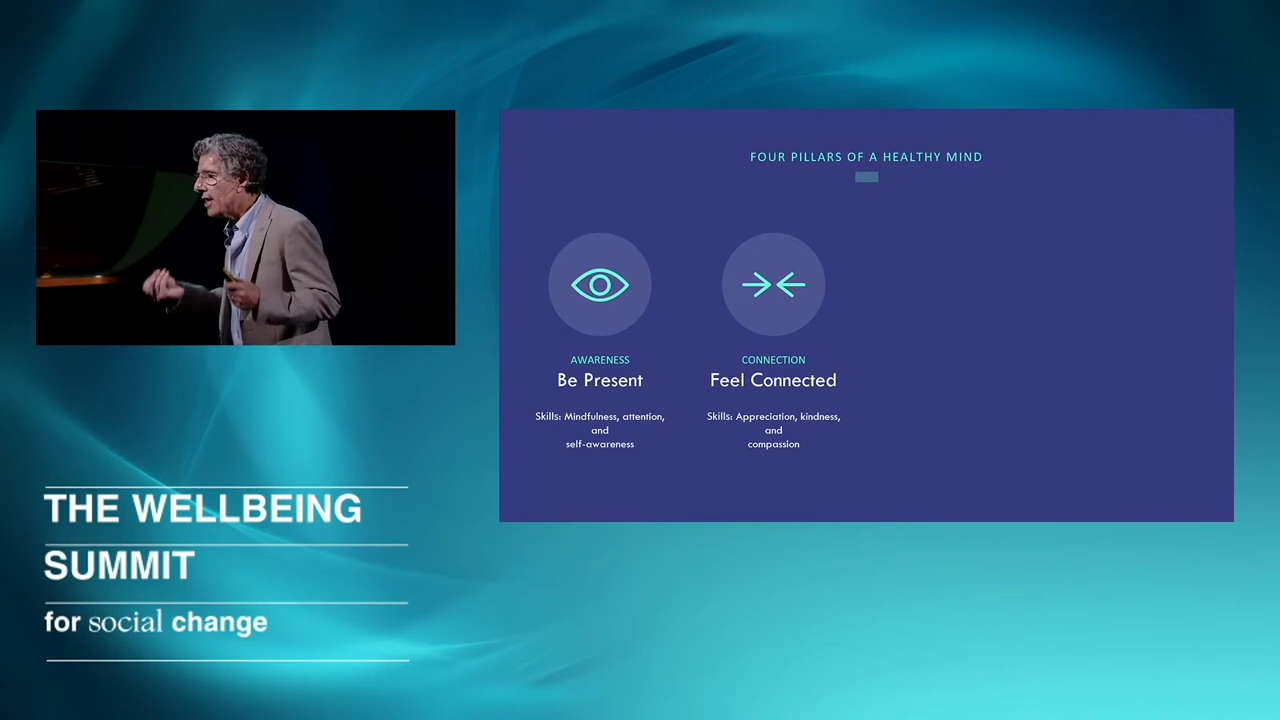 FOUR PILLARS OF A HEALTHY MIND
AWARENESS
Be Present
Skills: Mindfulness, attention,
and
self-awareness
CONNECTION
Feel Connected
Skills: Appreciation, kindness,
and
compassion
THE WELLBEING
SUMMIT
for social change